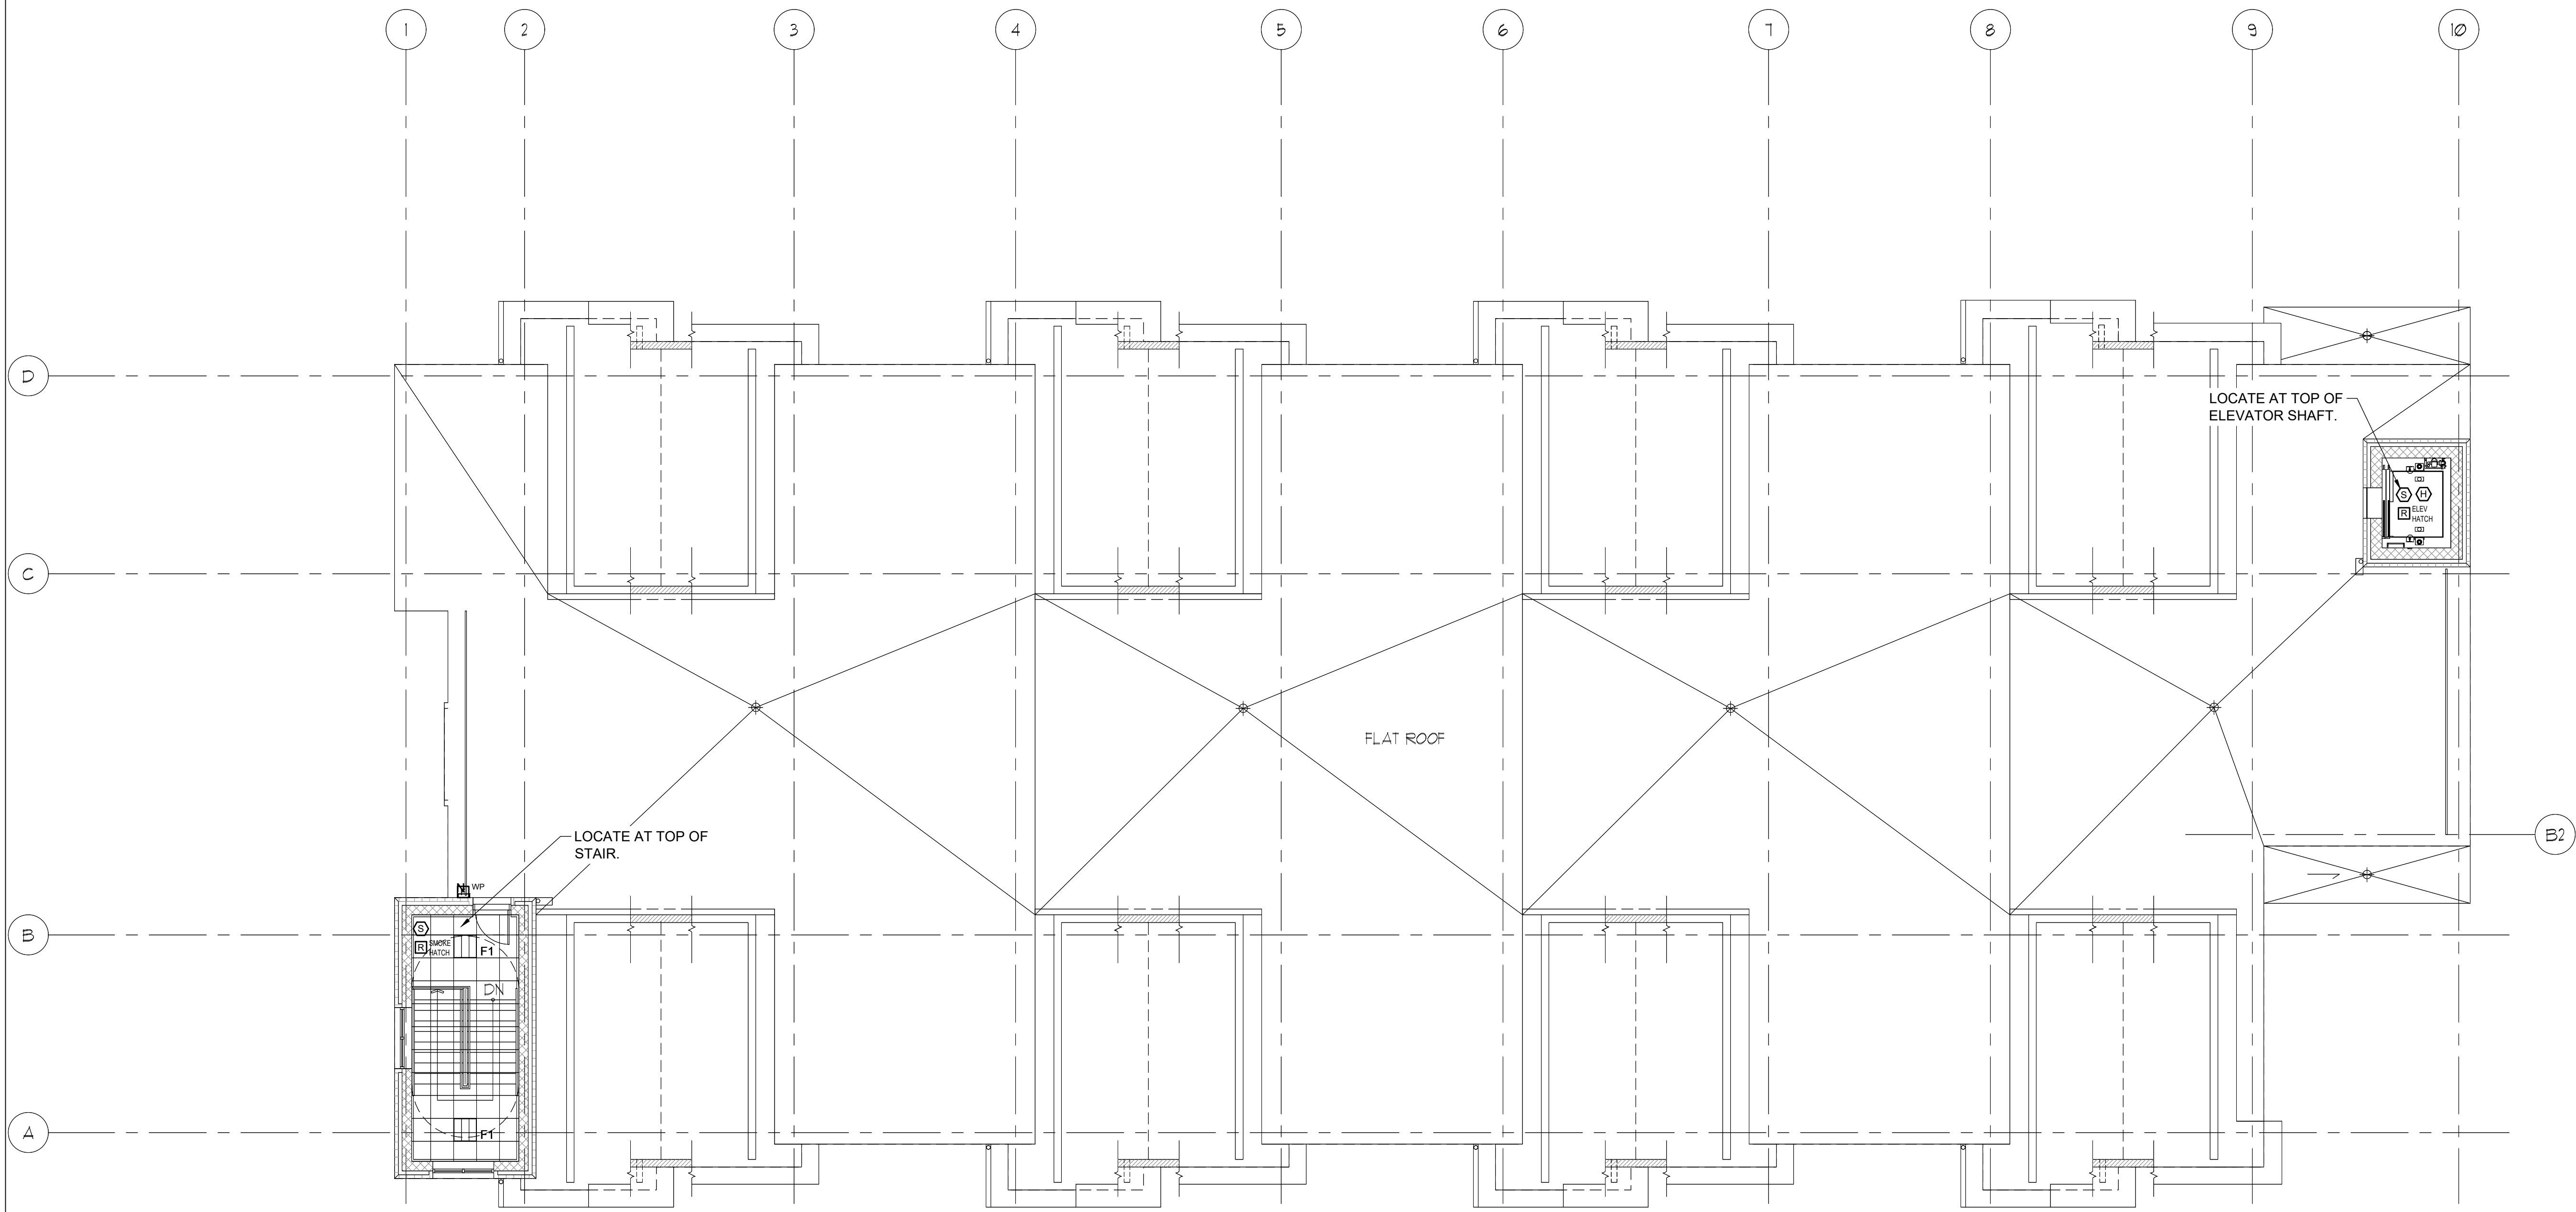 1 2 3 4 5 6 7 8 9 10
D
LOCATE AT TOP OF
ELEVATOR SHAFT.
S H
R ELEV
HATCH
C
FLAT ROOF
B2
LOCATE AT TOP OF
STAIR.
WP
B
S
R SMOKE
HATCH
F1
DN
A
F1